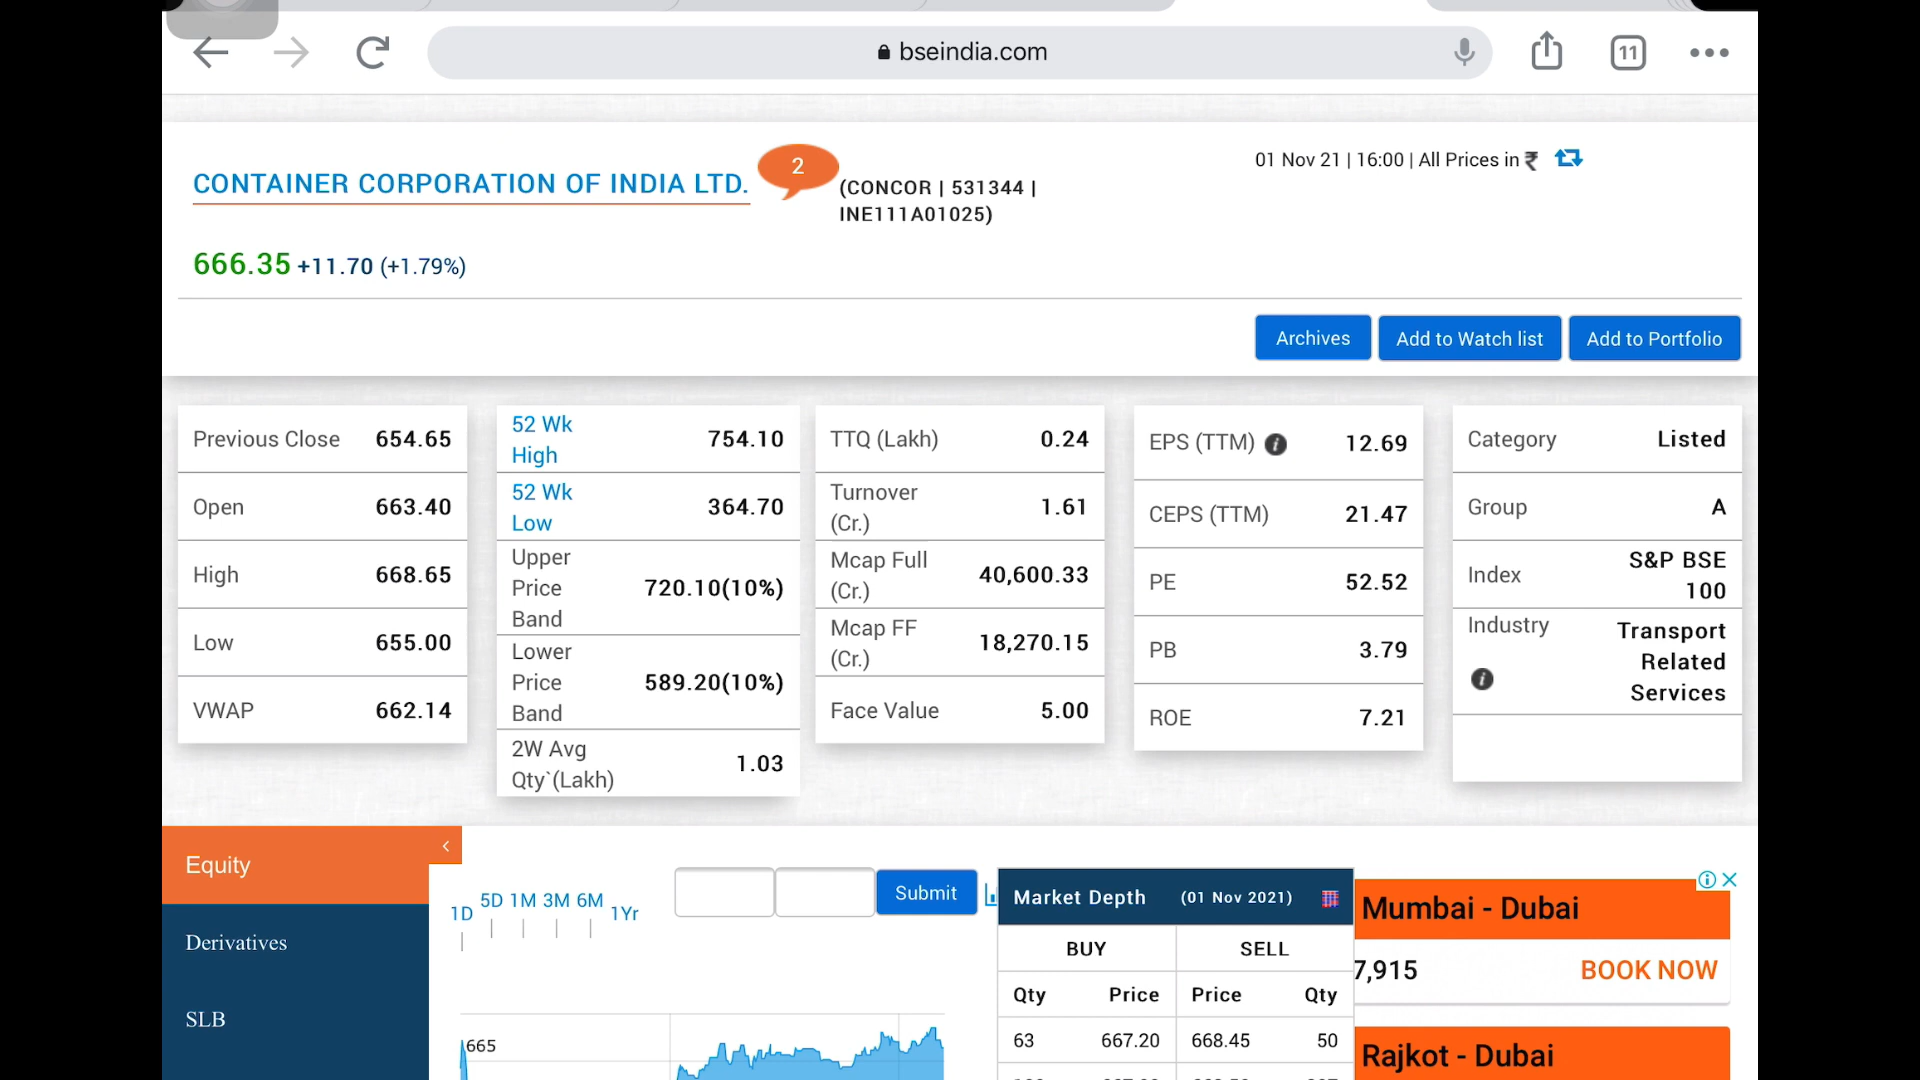 bseindia.com
11
CONTAINER CORPORATION OF INDIA LTD.
2
(CONCOR | 531344 |
INE111A01025)
01 Nov 21 | 16:00 | All Prices in ₹
666.35 +11.70 (+1.79%)
Archives
Add to Watch list
Add to Portfolio
Previous Close 654.65
Open 663.40
High 668.65
Low 655.00
VWAP 662.14
52 Wk
High
754.10
52 Wk
Low
364.70
Upper
Price
Band
720.10(10%)
Lower
Price
Band
589.20(10%)
2W Avg
Qty`(Lakh)
1.03
TTQ (Lakh) 0.24
Turnover
(Cr.)
1.61
Mcap Full
(Cr.)
40,600.33
Mcap FF
(Cr.)
18,270.15
Face Value 5.00
EPS (TTM) 12.69
CEPS (TTM) 21.47
PE 52.52
PB 3.79
ROE 7.21
Category Listed
Group A
Index
S&P BSE
100
Industry
Transport
Related
Services
Equity
Derivatives
SLB
1D 5D 1M 3M 6M 1Yr
Submit
665
Market Depth (01 Nov 2021)
BUY SELL
Qty Price Price Qty
63 667.20 668.45 50
Mumbai - Dubai
7,915 BOOK NOW
Rajkot - Dubai